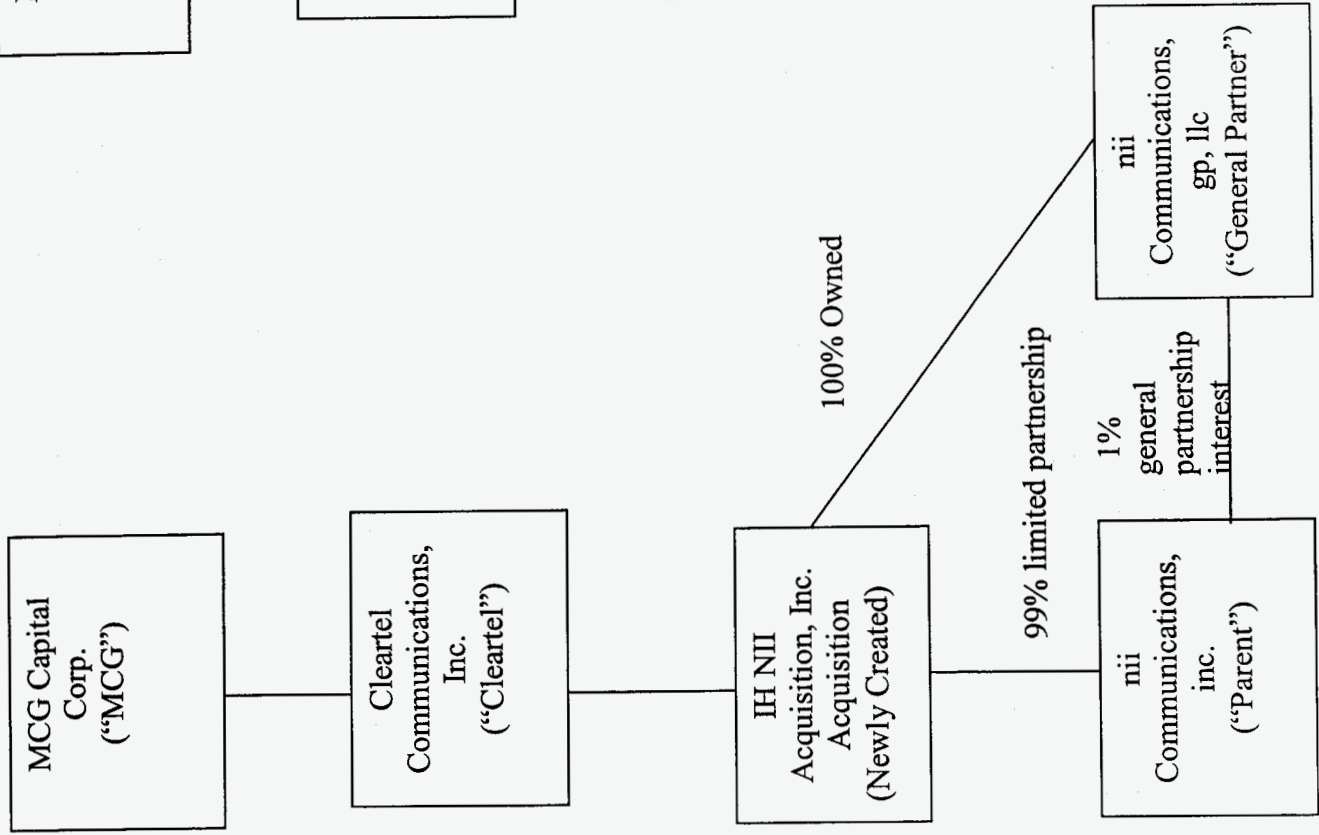 MCG Capital
Corp.
("MCG")
Cleartel
Communications,
Inc.
("Cleartel")
IH NII
Acquisition, Inc.
Acquisition
(Newly Created)
100% Owned
99% limited partnership
1%
general
partnership
interest
nii
Communications,
inc.
("Parent")
nii
Communications,
gp, llc
("General Partner")